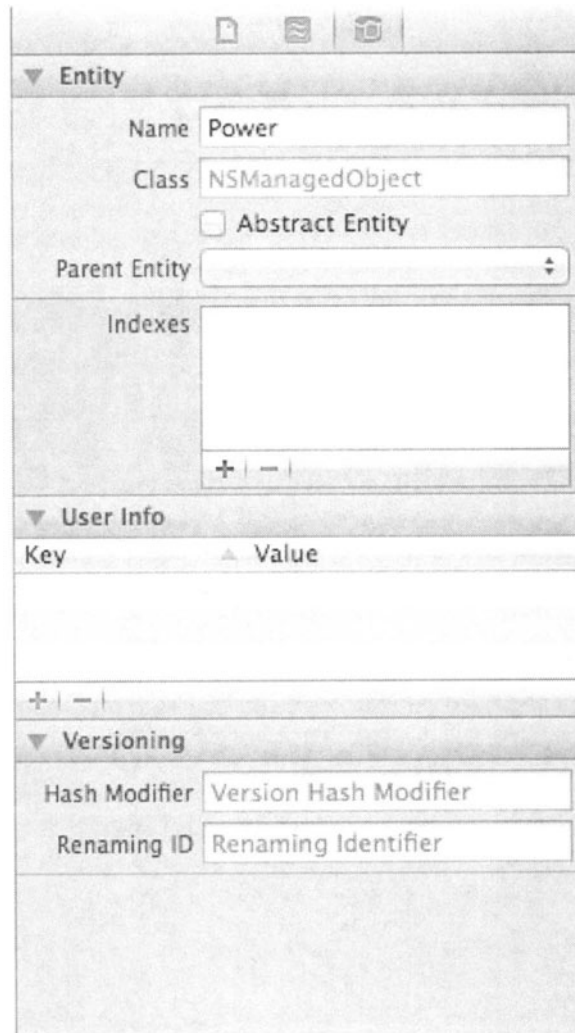 Entity
Name Power
Class NSManagedObject
Abstract Entity
Parent Entity
Indexes
+ −
User Info
Key Value
+ −
Versioning
Hash Modifier Version Hash Modifier
Renaming ID Renaming Identifier